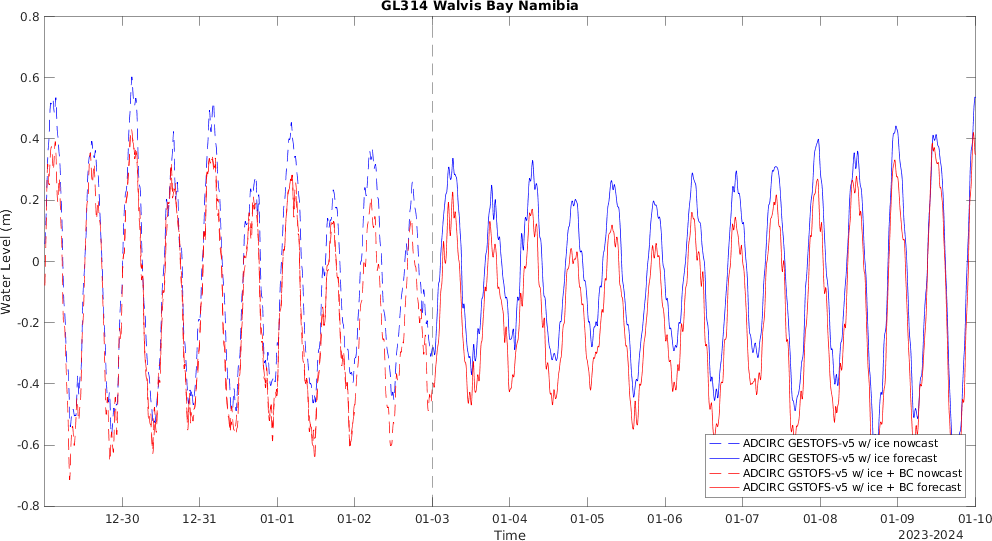 GL314 Walvis Bay Namibia
0.8
0.6
0.4
0.2
0
-0.2
-0.4
-0.6
-0.8
Water Level (m)
12-30 12-31 01-01 01-02 01-03 01-04 01-05 01-06 01-07 01-08 01-09 01-10
Time
2023-2024
ADCIRC GESTOFS-v5 w/ ice nowcast
ADCIRC GESTOFS-v5 w/ ice forecast
ADCIRC GSTOFS-v5 w/ ice + BC nowcast
ADCIRC GSTOFS-v5 w/ ice + BC forecast